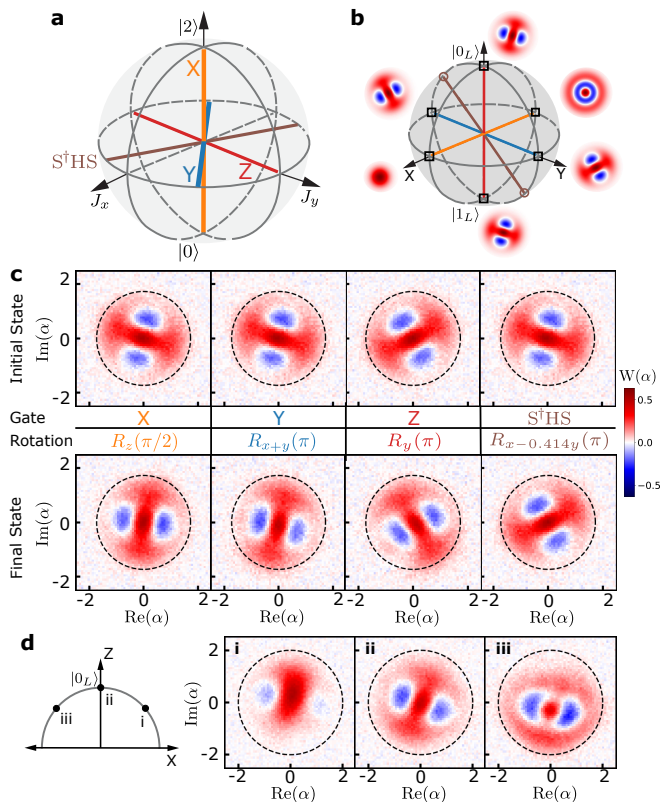 a
|2⟩
X
S†HS
Y
Z
J_x
J_y
|0⟩
b
|0_L⟩
X
Y
|1_L⟩
c
Initial State
Im(α)
2
0
-2
W(α)
0.5
0.0
−0.5
Gate X Y Z S†HS
Rotation R_z(π/2) R_{x+y}(π) R_y(π) R_{x−0.414y}(π)
Final State
Im(α)
2
0
-2
-2 0 2 -2 0 2 -2 0 2 -2 0 2
Re(α) Re(α) Re(α) Re(α)
d
Z
|0_L⟩
ii
iii
i
X
i ii iii
Im(α)
2
0
-2
-2 0 2 -2 0 2 -2 0 2
Re(α) Re(α) Re(α)